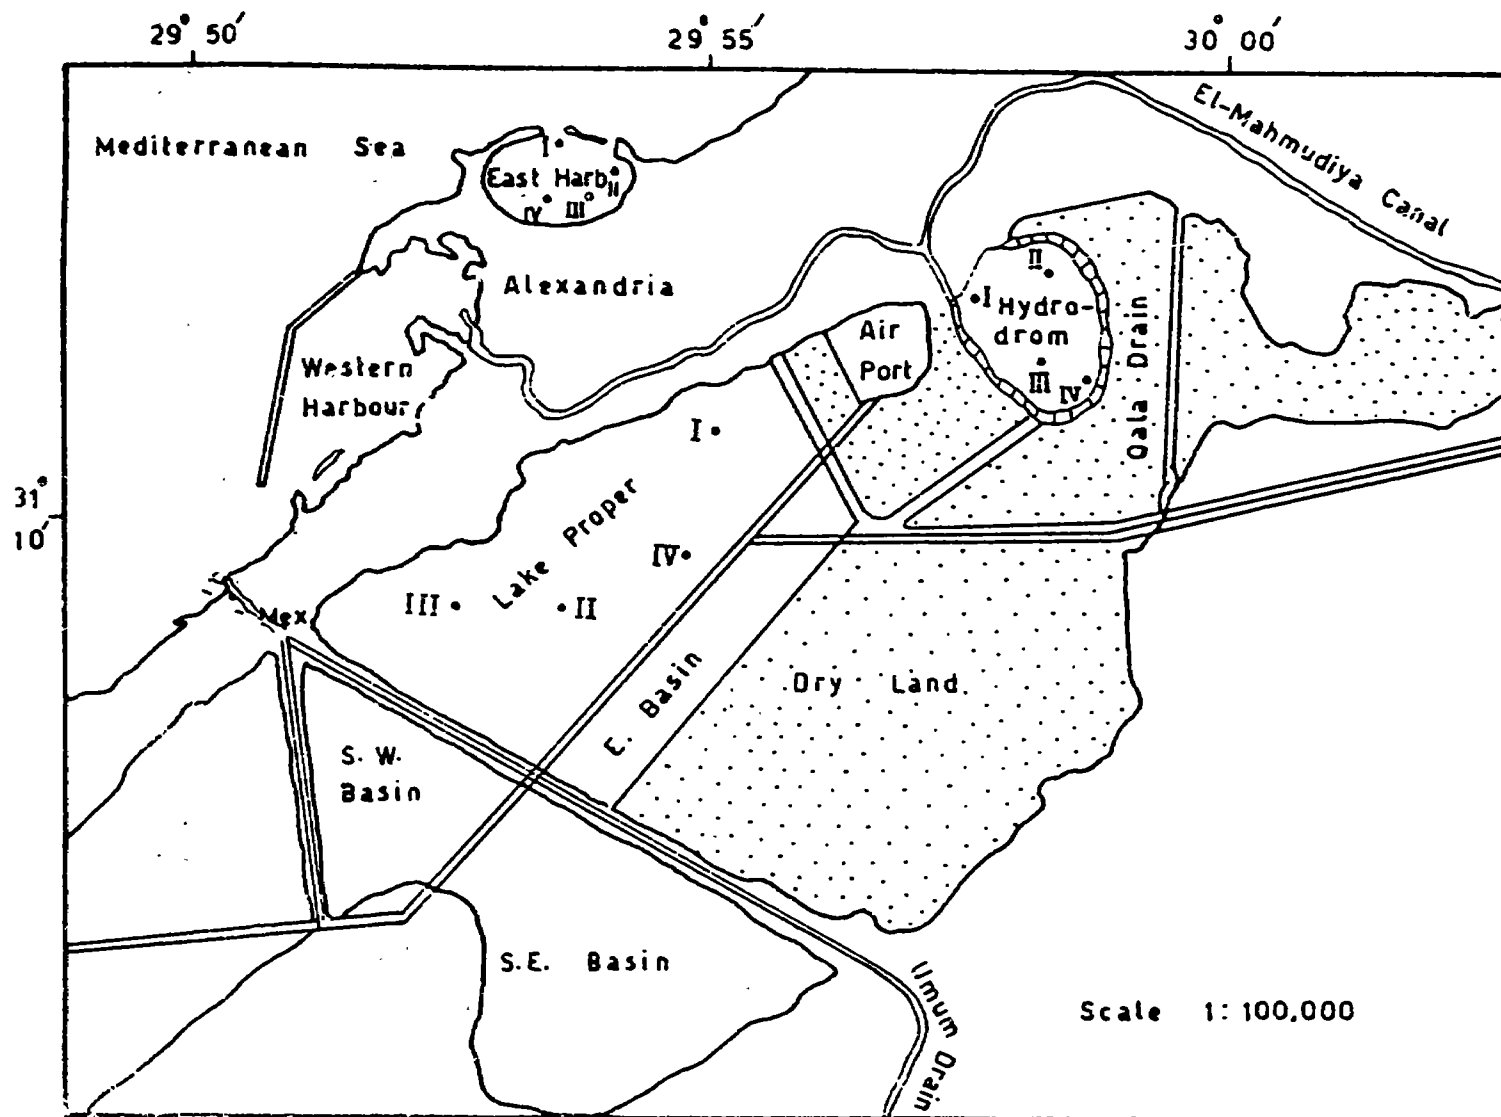 29° 50′
29° 55′
30° 00′
El-Mahmudiya Canal
Mediterranean Sea
I
East Harb.
II
IV
III
Alexandria
II
I
Hydro-
drom
III
IV
Air
Port
Qala Drain
Western
Harbour
I
31°
10′
Lake Proper
IV
III
II
Mex
E. Basin
Dry Land
S. W.
Basin
S.E. Basin
Umum Drain
Scale 1: 100,000